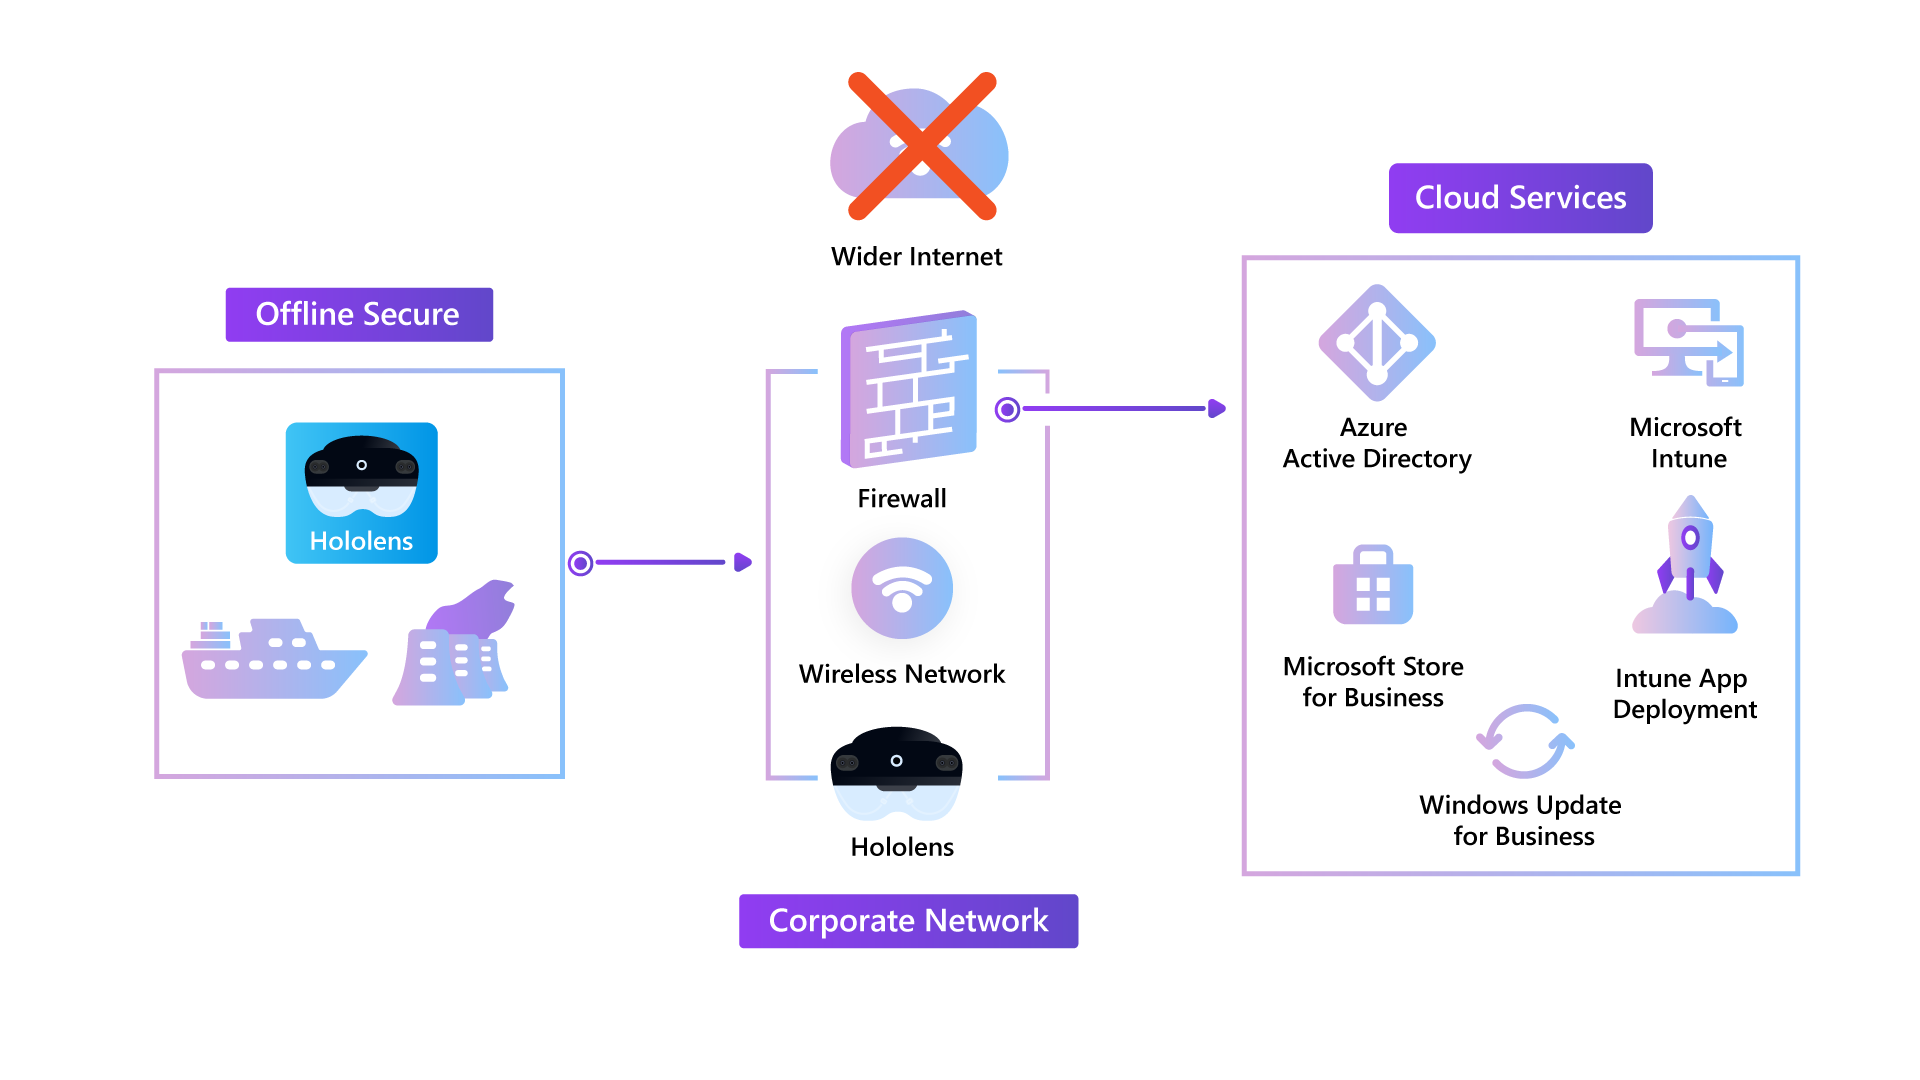 Wider Internet
Offline Secure
Hololens
Firewall
Wireless Network
Hololens
Corporate Network
Cloud Services
Azure
Active Directory
Microsoft
Intune
Microsoft Store
for Business
Intune App
Deployment
Windows Update
for Business